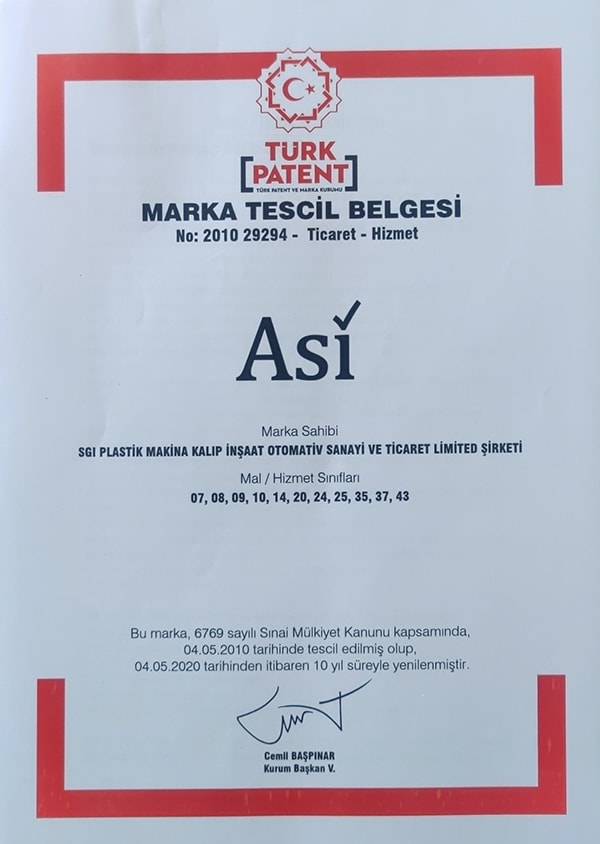 TÜRK
PATENT
TÜRK PATENT VE MARKA KURUMU
MARKA TESCİL BELGESİ
No: 2010 29294 - Ticaret - Hizmet
Asi
Marka Sahibi
SGI PLASTİK MAKİNA KALIP İNŞAAT OTOMATİV SANAYİ VE TİCARET LİMİTED ŞİRKETİ
Mal / Hizmet Sınıfları
07, 08, 09, 10, 14, 20, 24, 25, 35, 37, 43
Bu marka, 6769 sayılı Sınai Mülkiyet Kanunu kapsamında,
04.05.2010 tarihinde tescil edilmiş olup,
04.05.2020 tarihinden itibaren 10 yıl süreyle yenilenmiştir.
Cemil BAŞPINAR
Kurum Başkan V.